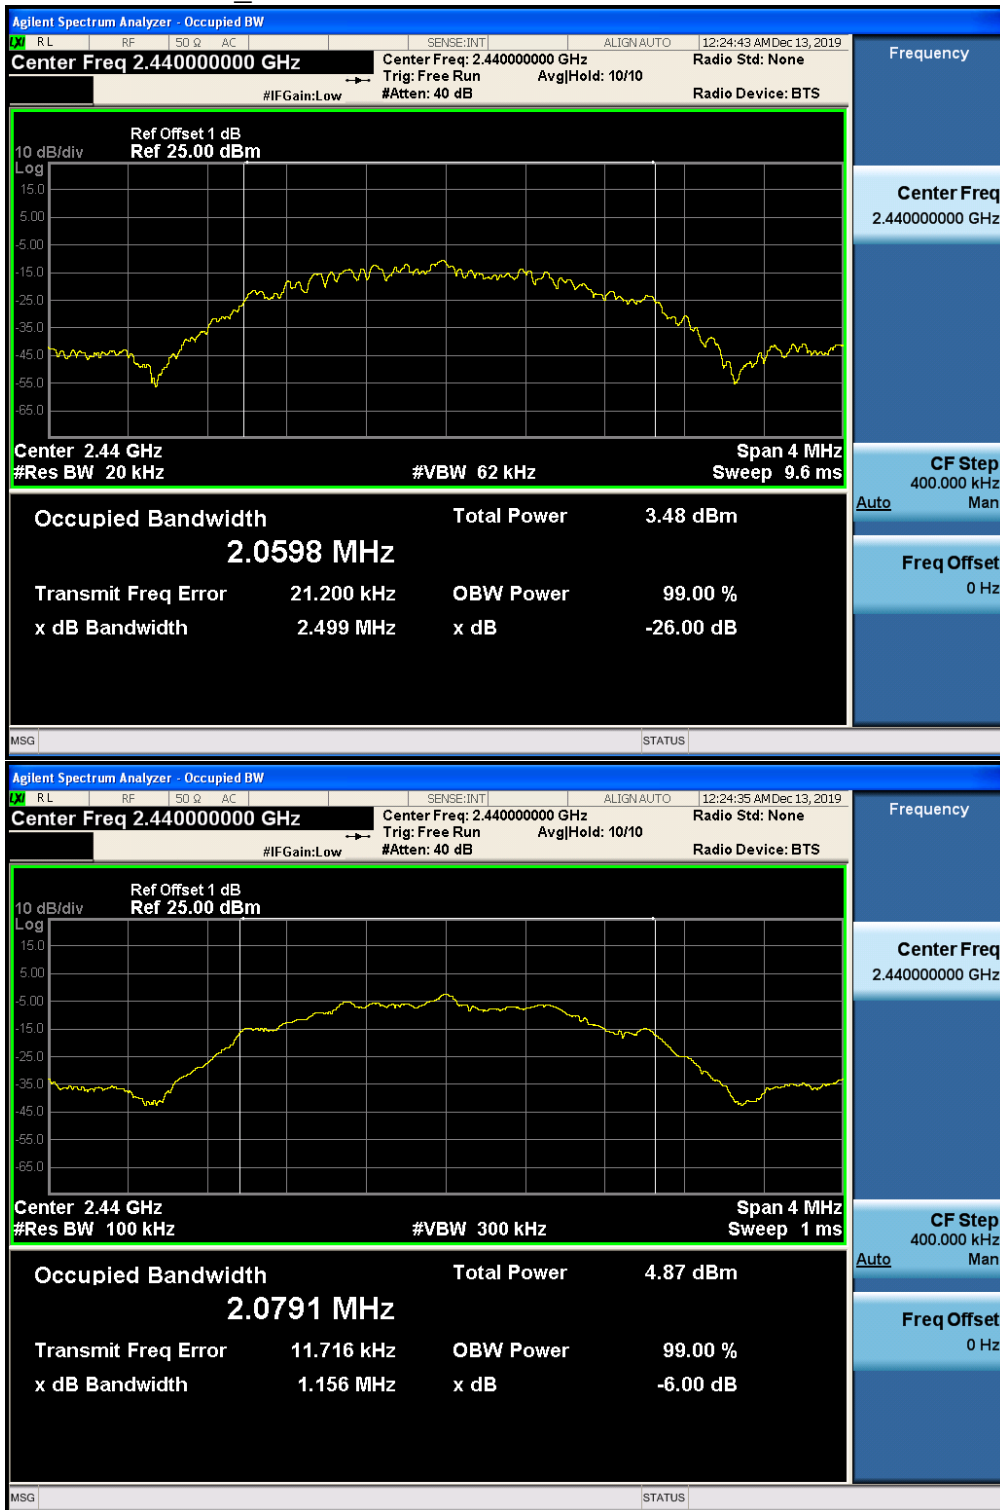 Agilent Spectrum Analyzer - Occupied BW
LXI RL RF 50 Ω AC SENSE:INT ALIGN AUTO 12:24:43 AM Dec 13, 2019
Center Freq 2.440000000 GHz Center Freq: 2.440000000 GHz Radio Std: None
Trig: Free Run Avg|Hold: 10/10
#IFGain:Low #Atten: 40 dB Radio Device: BTS
Frequency
Ref Offset 1 dB
10 dB/div Ref 25.00 dBm
Log
15.0
5.00
-5.00
-15.0
-25.0
-35.0
-45.0
-55.0
-65.0
Center 2.44 GHz Span 4 MHz
#Res BW 20 kHz #VBW 62 kHz Sweep 9.6 ms
Center Freq
2.440000000 GHz
CF Step
400.000 kHz
Auto Man
Freq Offset
0 Hz
Occupied Bandwidth Total Power 3.48 dBm
2.0598 MHz
Transmit Freq Error 21.200 kHz OBW Power 99.00 %
x dB Bandwidth 2.499 MHz x dB -26.00 dB
MSG STATUS
Agilent Spectrum Analyzer - Occupied BW
LXI RL RF 50 Ω AC SENSE:INT ALIGN AUTO 12:24:35 AM Dec 13, 2019
Center Freq 2.440000000 GHz Center Freq: 2.440000000 GHz Radio Std: None
Trig: Free Run Avg|Hold: 10/10
#IFGain:Low #Atten: 40 dB Radio Device: BTS
Frequency
Ref Offset 1 dB
10 dB/div Ref 25.00 dBm
Log
15.0
5.00
-5.00
-15.0
-25.0
-35.0
-45.0
-55.0
-65.0
Center 2.44 GHz Span 4 MHz
#Res BW 100 kHz #VBW 300 kHz Sweep 1 ms
Center Freq
2.440000000 GHz
CF Step
400.000 kHz
Auto Man
Freq Offset
0 Hz
Occupied Bandwidth Total Power 4.87 dBm
2.0791 MHz
Transmit Freq Error 11.716 kHz OBW Power 99.00 %
x dB Bandwidth 1.156 MHz x dB -6.00 dB
MSG STATUS